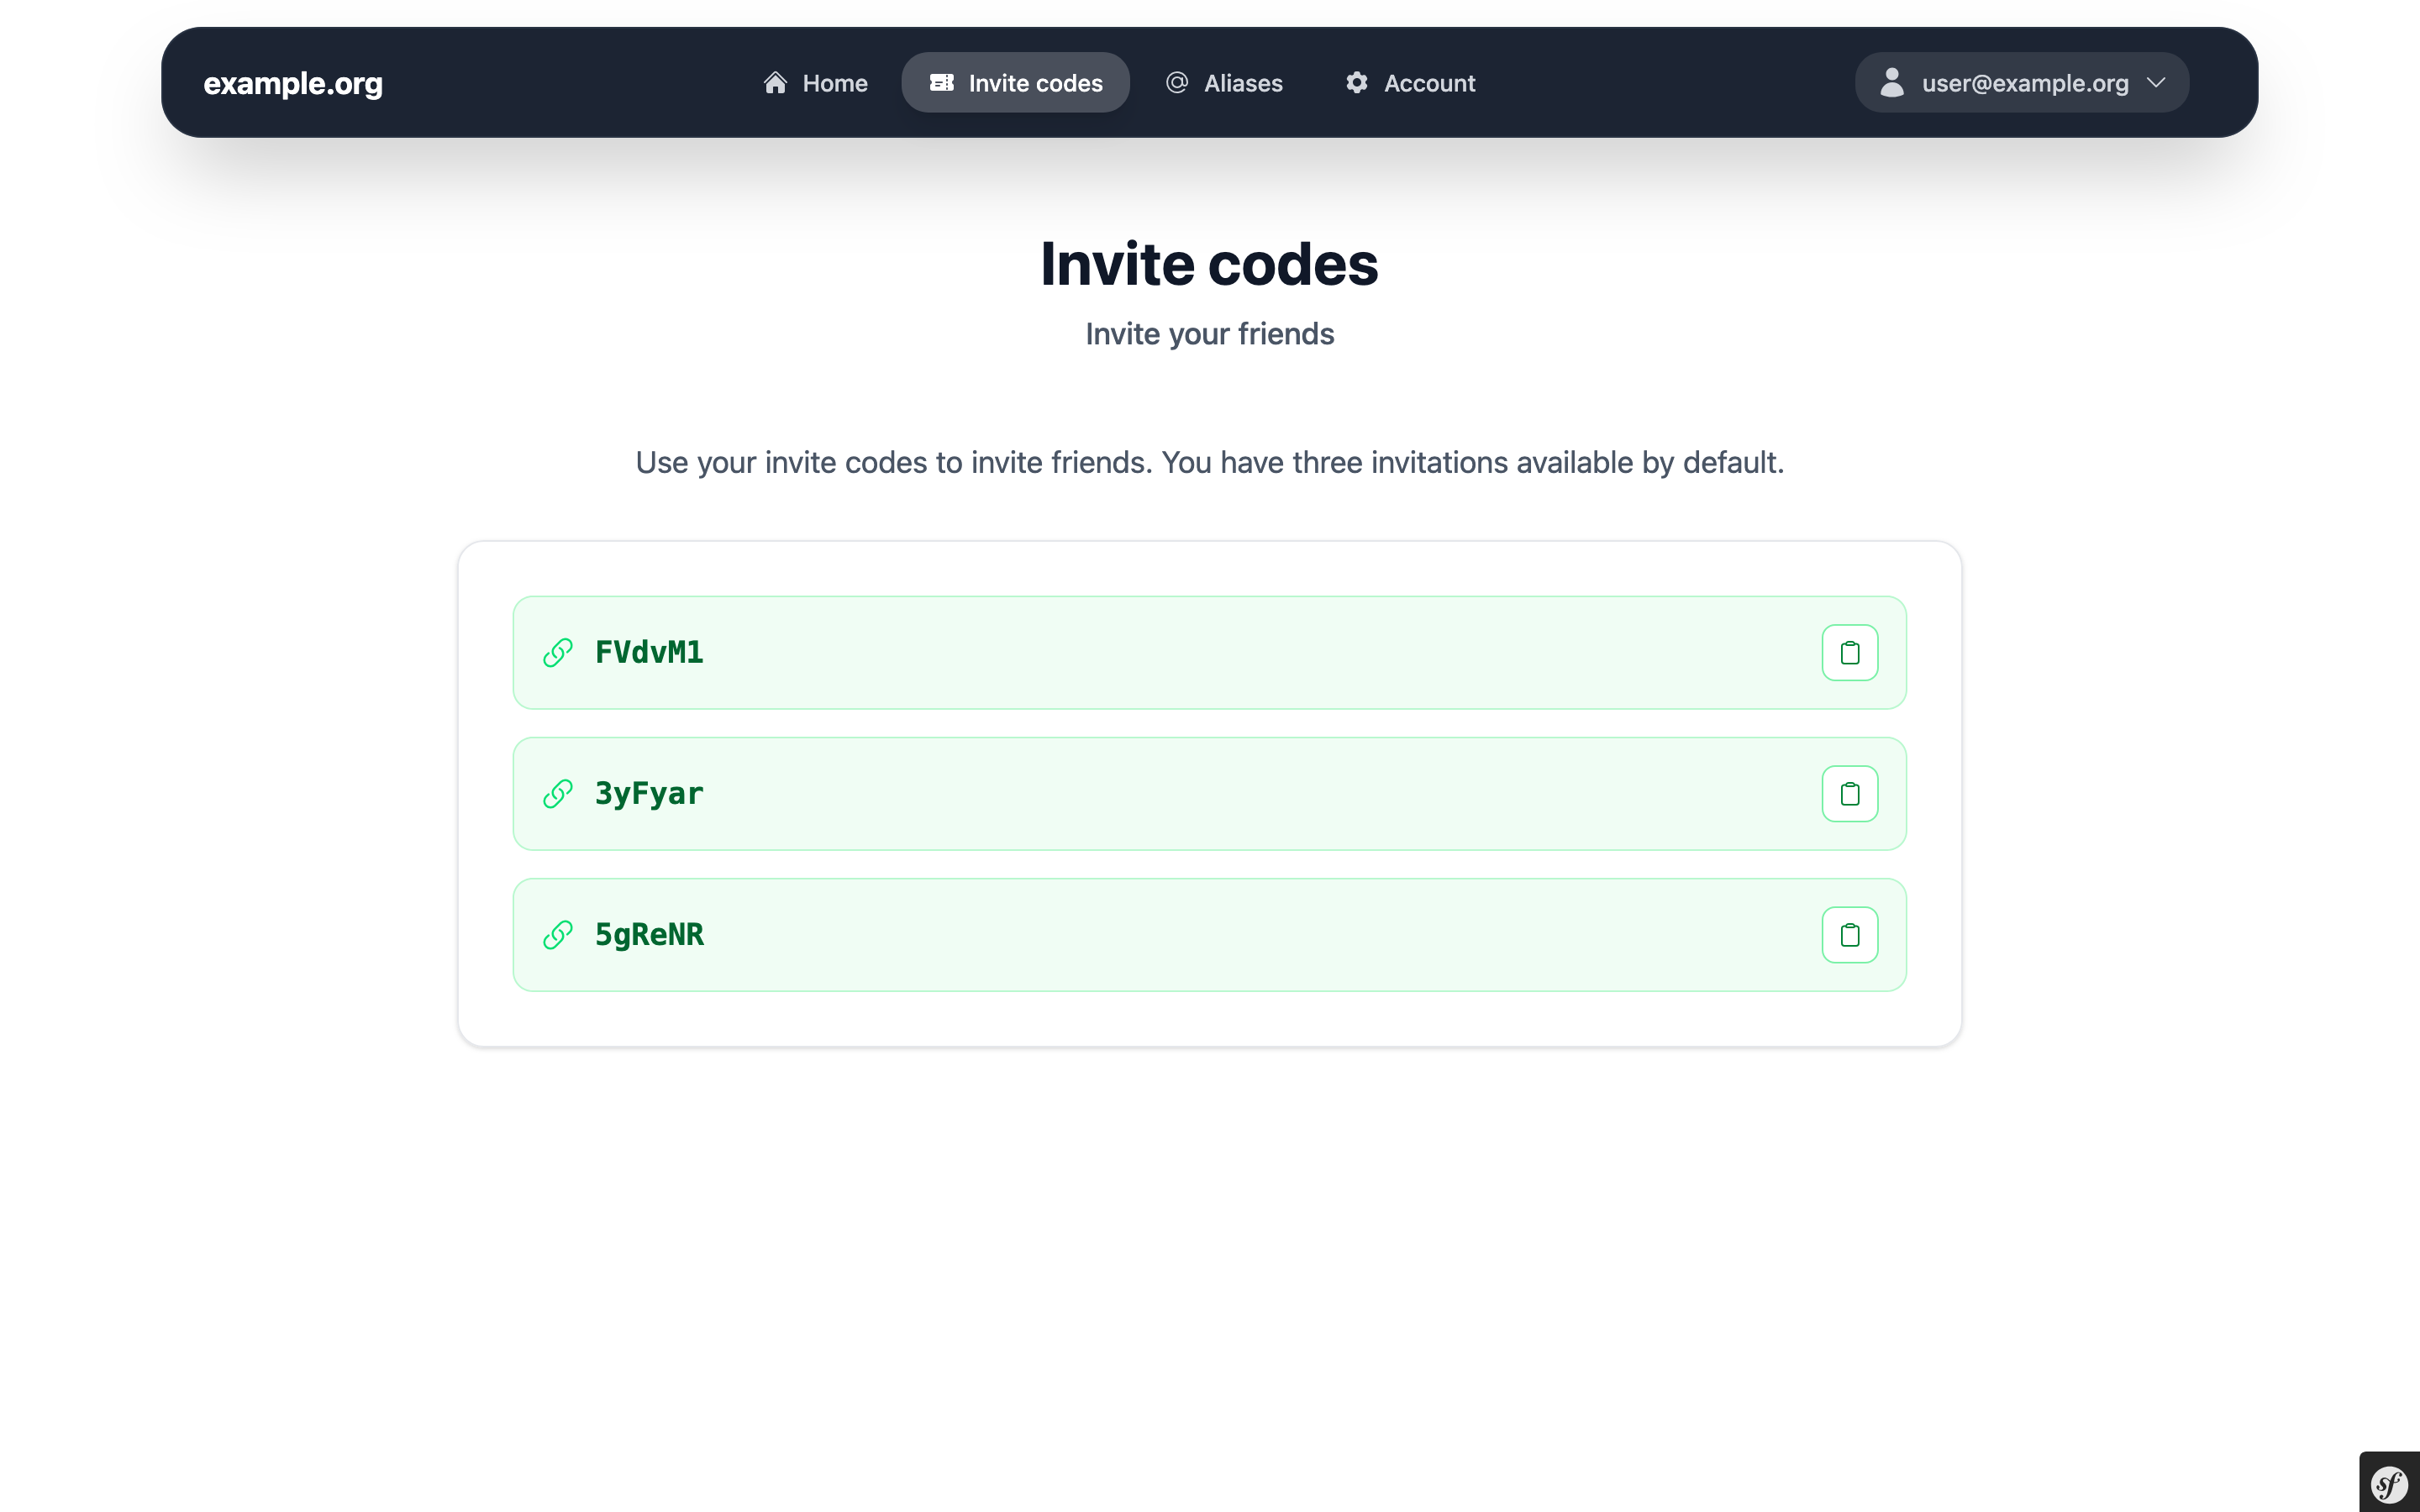 example.org
Home
Invite codes
Aliases
Account
user@example.org
Invite codes
Invite your friends
Use your invite codes to invite friends. You have three invitations available by default.
FVdvM1
3yFyar
5gReNR
sf